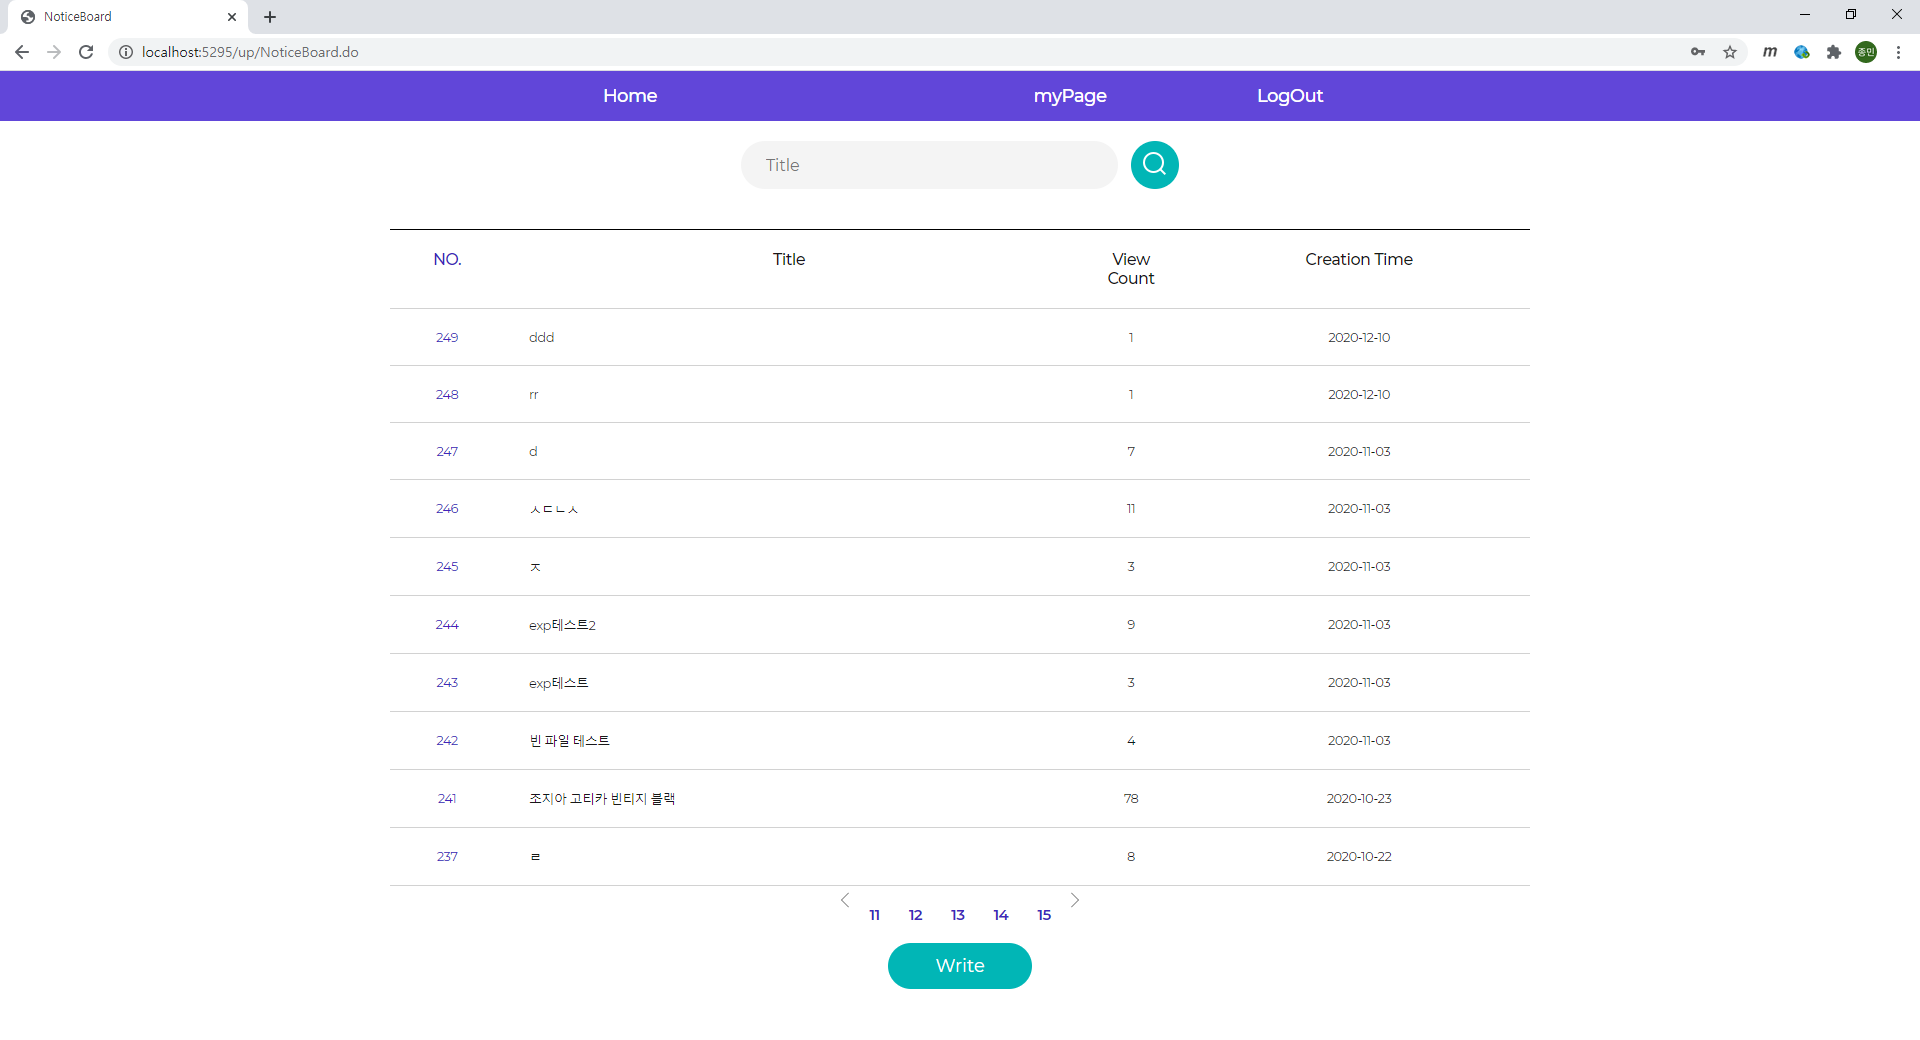 NoticeBoard
localhost:5295/up/NoticeBoard.do
m
종민
Home myPage LogOut
Title
NO. Title View Count Creation Time
249 ddd 1 2020-12-10
248 rr 1 2020-12-10
247 d 7 2020-11-03
246 ㅅㄷㄴㅅ 11 2020-11-03
245 ㅈ 3 2020-11-03
244 exp테스트2 9 2020-11-03
243 exp테스트 3 2020-11-03
242 빈 파일 테스트 4 2020-11-03
241 조지아 고티카 빈티지 블랙 78 2020-10-23
237 ㄹ 8 2020-10-22
11 12 13 14 15
Write